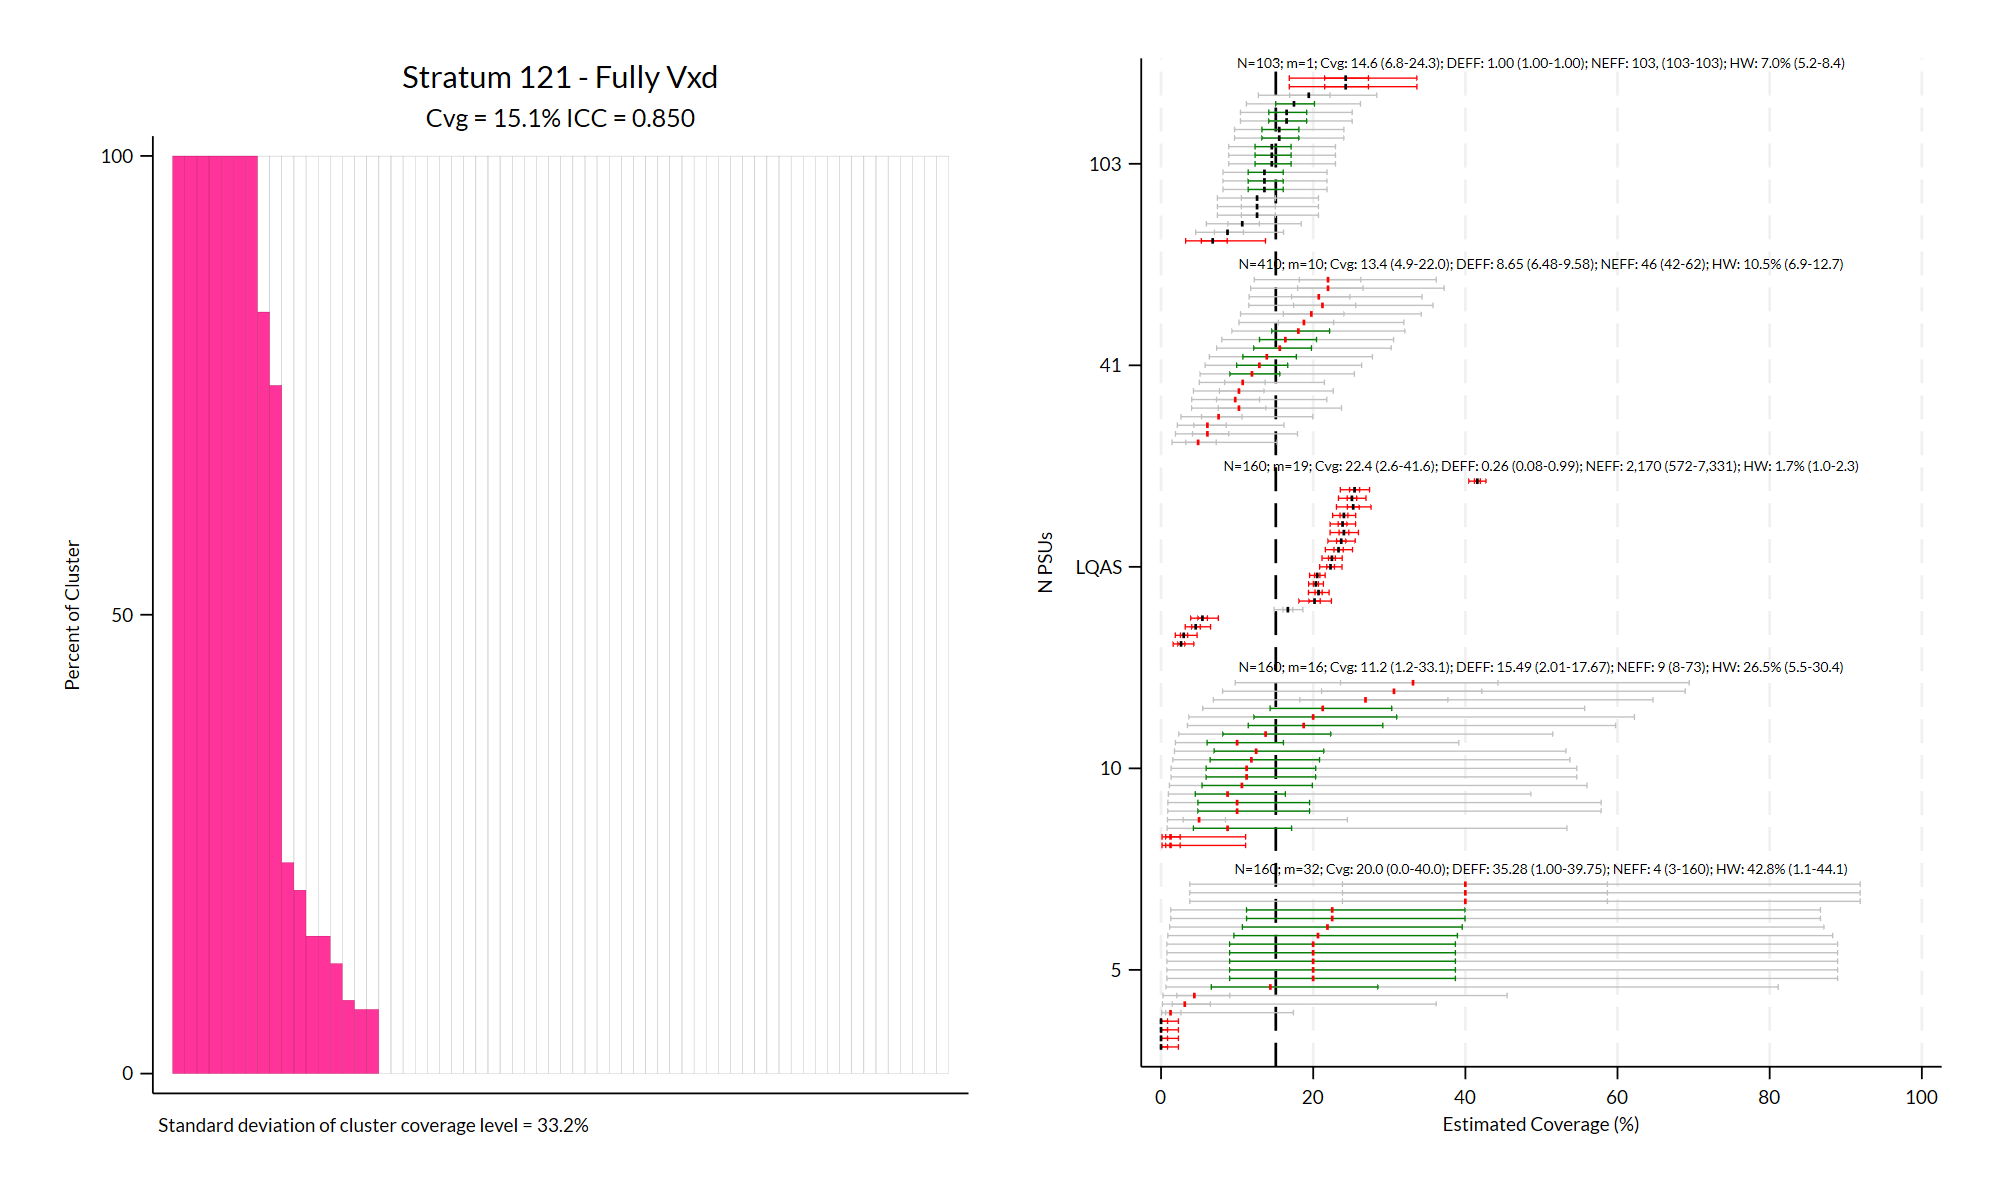 Stratum 121 - Fully Vxd
Cvg = 15.1% ICC = 0.850
100
50
0
Percent of Cluster
Standard deviation of cluster coverage level = 33.2%
N=103; m=1; Cvg: 14.6 (6.8-24.3); DEFF: 1.00 (1.00-1.00); NEFF: 103, (103-103); HW: 7.0% (5.2-8.4)
103
N=410; m=10; Cvg: 13.4 (4.9-22.0); DEFF: 8.65 (6.48-9.58); NEFF: 46 (42-62); HW: 10.5% (6.9-12.7)
41
N=160; m=19; Cvg: 22.4 (2.6-41.6); DEFF: 0.26 (0.08-0.99); NEFF: 2,170 (572-7,331); HW: 1.7% (1.0-2.3)
LQAS
N=160; m=16; Cvg: 11.2 (1.2-33.1); DEFF: 15.49 (2.01-17.67); NEFF: 9 (8-73); HW: 26.5% (5.5-30.4)
10
N=160; m=32; Cvg: 20.0 (0.0-40.0); DEFF: 35.28 (1.00-39.75); NEFF: 4 (3-160); HW: 42.8% (1.1-44.1)
5
N PSUs
0 20 40 60 80 100
Estimated Coverage (%)